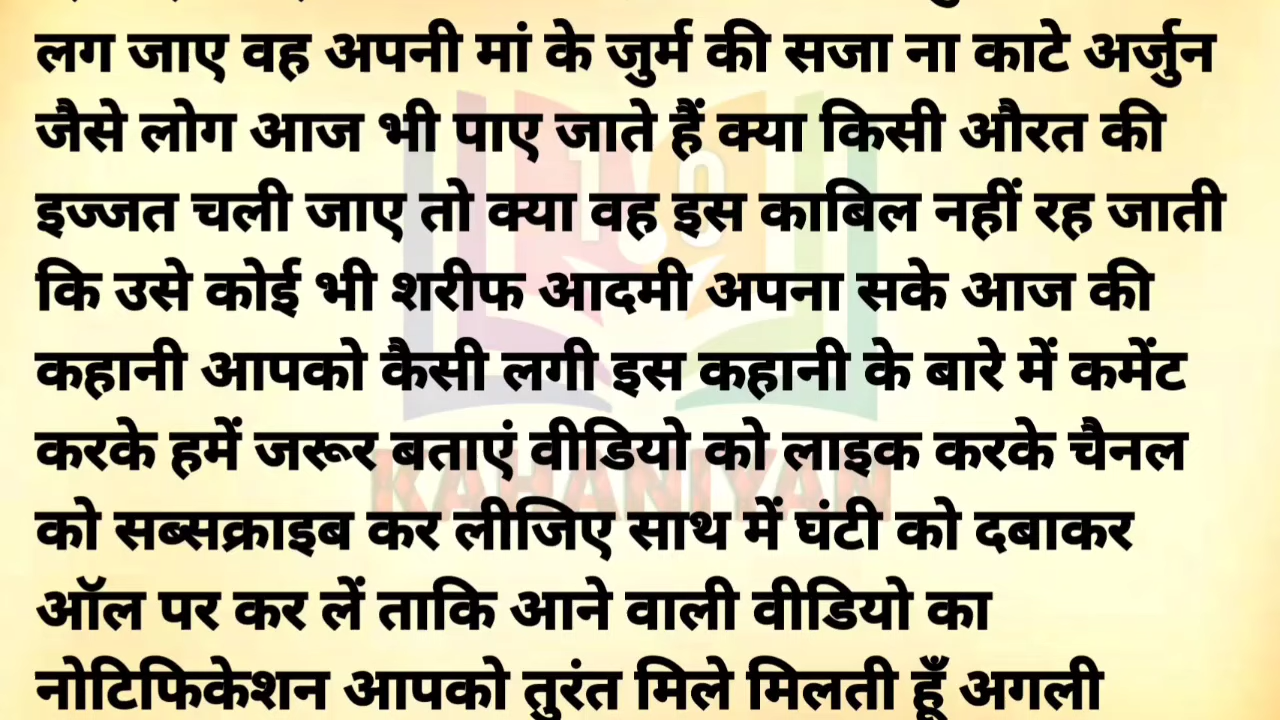 लग जाए वह अपनी मां के जुर्म की सजा ना काटे अर्जुन
जैसे लोग आज भी पाए जाते हैं क्या किसी औरत की
इज्जत चली जाए तो क्या वह इस काबिल नहीं रह जाती
कि उसे कोई भी शरीफ आदमी अपना सके आज की
कहानी आपको कैसी लगी इस कहानी के बारे में कमेंट
करके हमें जरूर बताएं वीडियो को लाइक करके चैनल
को सब्सक्राइब कर लीजिए साथ में घंटी को दबाकर
ऑल पर कर लें ताकि आने वाली वीडियो का
नोटिफिकेशन आपको तुरंत मिले मिलती हूँ अगली
KAHANIYAN